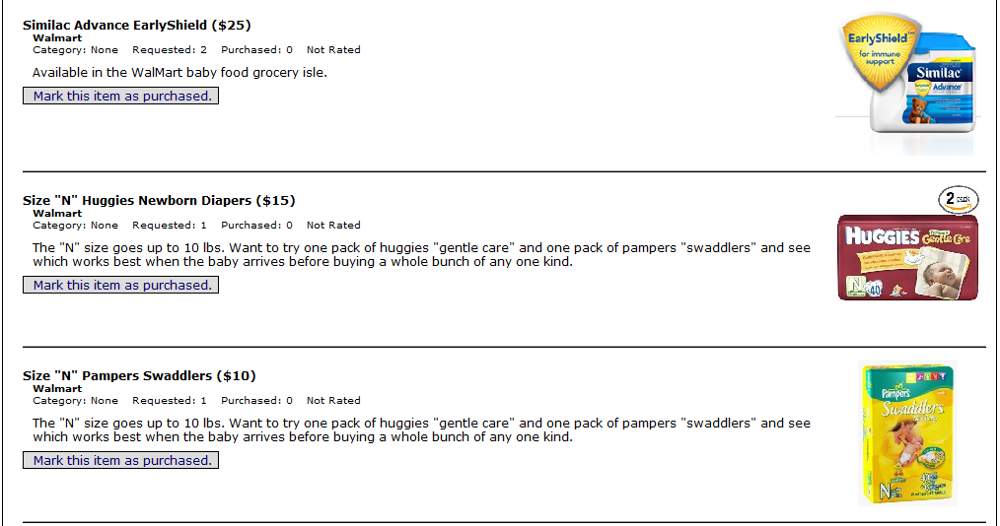 Similac Advance EarlyShield ($25)
Walmart
Category: None Requested: 2 Purchased: 0 Not Rated
Available in the WalMart baby food grocery isle.
Mark this item as purchased.
EarlyShield™
for immune
support
Similac
Advance
Size "N" Huggies Newborn Diapers ($15)
Walmart
Category: None Requested: 1 Purchased: 0 Not Rated
The "N" size goes up to 10 lbs. Want to try one pack of huggies "gentle care" and one pack of pampers "swaddlers" and see
which works best when the baby arrives before buying a whole bunch of any one kind.
Mark this item as purchased.
2 pack
HUGGIES
Gentle Care
N
40
Size "N" Pampers Swaddlers ($10)
Walmart
Category: None Requested: 1 Purchased: 0 Not Rated
The "N" size goes up to 10 lbs. Want to try one pack of huggies "gentle care" and one pack of pampers "swaddlers" and see
which works best when the baby arrives before buying a whole bunch of any one kind.
Mark this item as purchased.
Pampers
Swaddlers
N